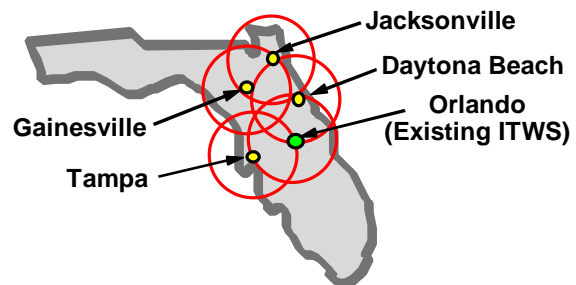 Jacksonville
Daytona Beach
Orlando
(Existing ITWS)
Gainesville
Tampa